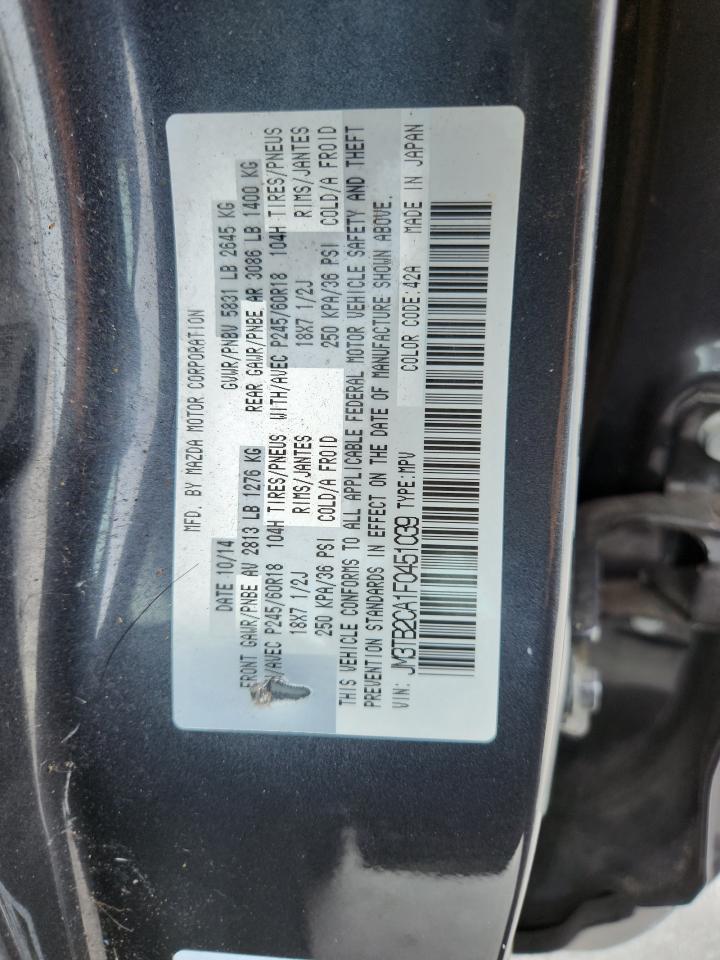 MFD. BY MAZDA MOTOR CORPORATION
DATE 10/14 GVWR/PNBV 5831 LB 2645 KG
FRONT GAWR/PNBE AV 2813 LB 1276 KG REAR GAWR/PNBE AR 3086 LB 1400 KG
/AVEC P245/60R18 104H TIRES/PNEUS WITH/AVEC P245/60R18 104H TIRES/PNEUS
18X7 1/2J RIMS/JANTES 18X7 1/2J RIMS/JANTES
250 KPA/36 PSI COLD/A FROID 250 KPA/36 PSI COLD/A FROID
THIS VEHICLE CONFORMS TO ALL APPLICABLE FEDERAL MOTOR VEHICLE SAFETY AND THEFT
PREVENTION STANDARDS IN EFFECT ON THE DATE OF MANUFACTURE SHOWN ABOVE.
VIN: JM3TB2CA1F0451039 TYPE:MPV COLOR CODE:42A MADE IN JAPAN